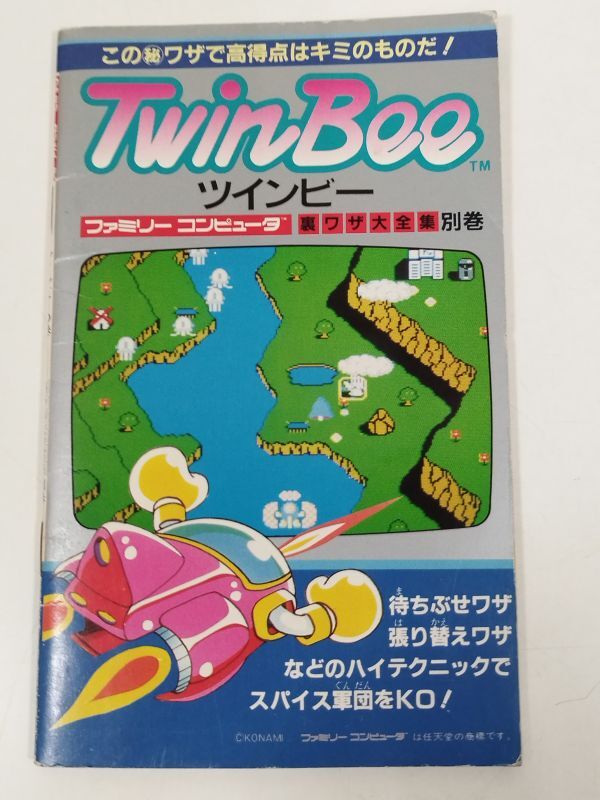 この㊙ワザで高得点はキミのものだ!
TwinBee
TM
ツインビー
ファミリー コンピュータ™ 裏ワザ大全集別巻
待ちぶせワザ
張り替えワザ
などのハイテクニックで
スパイス軍団をKO!
©KONAMI ファミリー コンピュータ は任天堂の商標です。